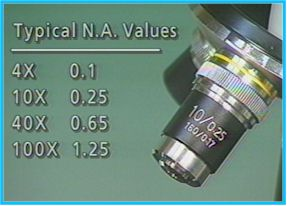 Typical N.A. Values
4X 0.1
10X 0.25
40X 0.65
100X 1.25
10/0.25
160/0.17